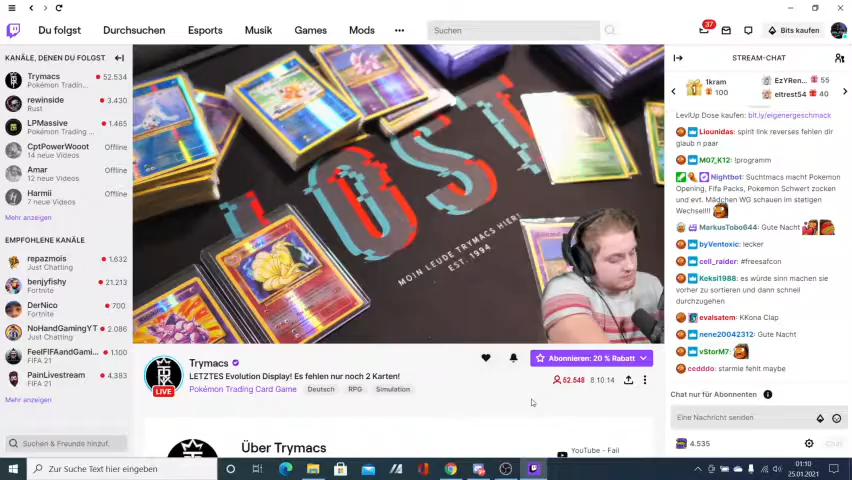 Du folgst
Durchsuchen
Esports
Musik
Games
Mods
Suchen
37
Bits kaufen
KANÄLE, DENEN DU FOLGST
Trymacs
52.534
Pokémon Tradin...
rewinside
3.430
Rust
LPMassive
1.465
Pokémon Trading ...
CptPowerWooot
Offline
14 neue Videos
Amar
Offline
12 neue Videos
Harmii
Offline
7 neue Videos
Mehr anzeigen
EMPFOHLENE KANÄLE
repazmois
1.632
Just Chatting
benjyfishy
21.213
Fortnite
DerNico
700
Fortnite
NoHandGamingYT
2.086
Just Chatting
FeelFIFAandGami...
1.100
FIFA 21
PainLivestream
4.383
FIFA 21
Mehr anzeigen
Suchen & Freunde hinzuf.
LOST
MOIN LEUDE TRYMACS HIER!
EST. 1994
LIVE
Trymacs
LETZTES Evolution Display! Es fehlen nur noch 2 Karten!
Pokémon Trading Card Game
Deutsch
RPG
Simulation
Abonnieren: 20 % Rabatt
52.548
8:10:14
Über Trymacs
YouTube - Fail
STREAM-CHAT
1
1kram
100
EzYRen...
55
eltrest54
40
LevlUp Dose kaufen: bit.ly/eigenergeschmack
Liounidas: spirit link reverses fehlen dir
glaub n paar
M07_K12: !programm
Nightbot: Suchtmacs macht Pokemon
Opening, Fifa Packs, Pokemon Schwert zocken
und evt. Mädchen WG schauen im stetigen
Wechsel!!!
MarkusTobo644: Gute Nacht
byVentoxic: lecker
cell_raider: #freesafcon
Keksi1988: es würde sinn machen sie
vorher zu sortieren und dann schnell
durchzugehen
evalsatem: KKona Clap
nene20042312: Gute Nacht
vStorM7:
cedddo: starmie fehlt maybe
Chat nur für Abonnenten
Eine Nachricht senden
4.535
Chat
Zur Suche Text hier eingeben
01:10
25.01.2021